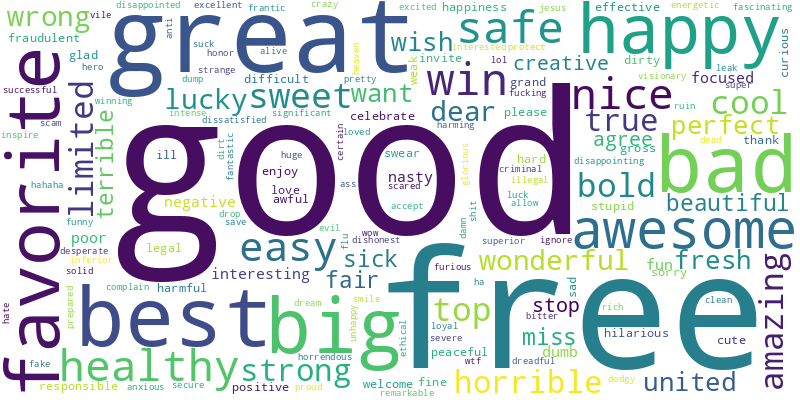 disappointed excellent frantic crazy excited jesus energetic
wrong vile anti great happiness effective fascinating
fraudulent suck honor alive wish safe happy curious
glad hero strange pretty heaven weak invite interested protect dirty leak visionary
successful dump difficult lol creative focused
favorite winning lucky sweet want win grand fucking nice super cool
limited scam intense significant dear please true ruin perfect
inspire dissatisfied celebrate harming agree dead thank
terrible dirt fantastic certain loved swear glorious hard criminal gross disappointing bad
hahaha ill huge enjoy nasty scared illegal bold
good love awful ass accept luck allow stupid beautiful
funny negative drop save evil damn shit awesome
poor legal easy flu wow dishonest superior ignore
desperate inferior solid interesting sick fair furious wonderful fun sorry fresh
hate prepared complain harmful free ha stop sad rich clean amazing
best big dream smile unhappy ethical loyal top bitter hilarious cute
fake healthy horrendous severe peaceful wtf miss dumb dreadful
responsible anxious secure positive proud strong welcome fine remarkable horrible dodgy united